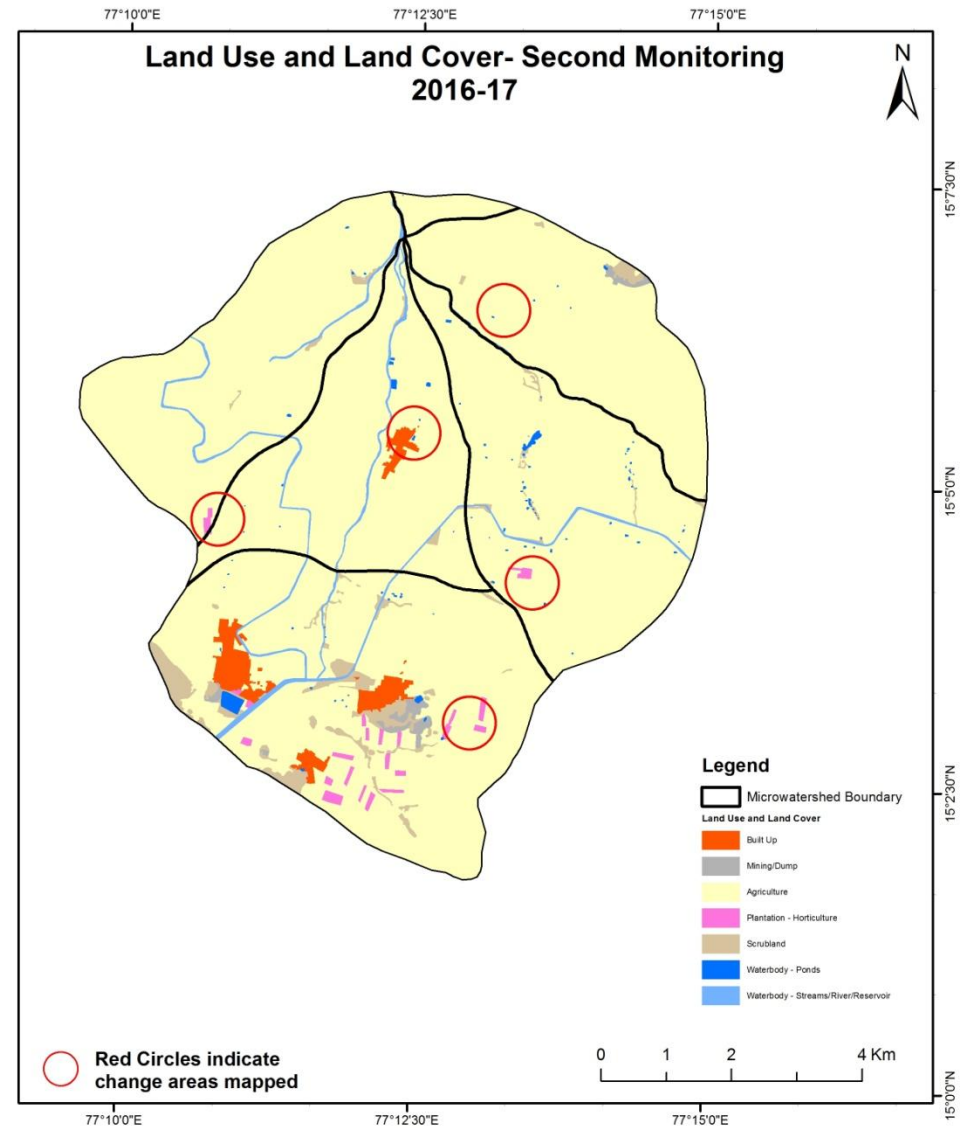 77°10'0"E 77°12'30"E 77°15'0"E
Land Use and Land Cover- Second Monitoring
2016-17
N
15°7'30"N
15°5'0"N
15°2'30"N
15°0'0"N
Legend
Microwatershed Boundary
Land Use and Land Cover
Built Up
Mining/Dump
Agriculture
Plantation - Horticulture
Scrubland
Waterbody - Ponds
Waterbody - Streams/River/Reservoir
Red Circles indicate
change areas mapped
0 1 2 4 Km
77°10'0"E 77°12'30"E 77°15'0"E